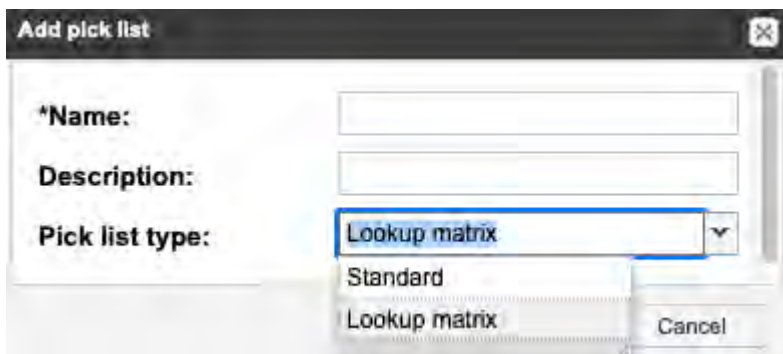 Add pick list
*Name:
Description:
Pick list type:
Lookup matrix
Standard
Lookup matrix
Cancel